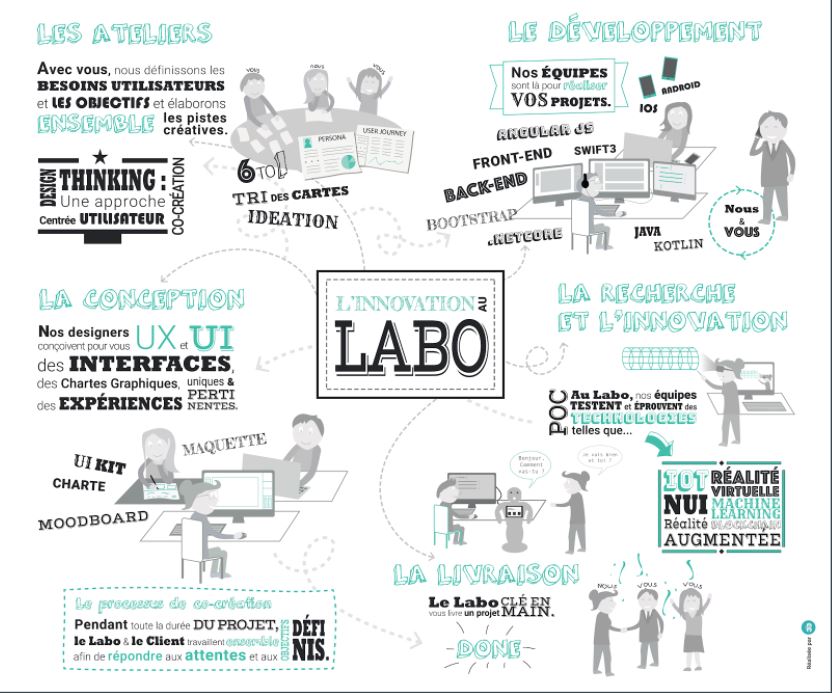 LES ATELIERS
Avec vous, nous définissons les
BESOINS UTILISATEURS
et LES OBJECTIFS et élaborons
ENSEMBLE les pistes
créatives.
DESIGN
THINKING :
Une approche
Centrée UTILISATEUR
CO-CRÉATION
VOUS
NOUS
VOUS
PERSONA
USER JOURNEY
6 TO 1
TRI DES CARTES
IDEATION
LE DÉVELOPPEMENT
Nos ÉQUIPES
sont là pour réaliser
VOS PROJETS.
ANDROID
IOS
ANGULAR JS
FRONT-END
SWIFT3
BACK-END
BOOTSTRAP
.NETCORE
JAVA
KOTLIN
Nous
&
VOUS
L'INNOVATION AU
LABO
LA CONCEPTION
Nos designers
conçoivent pour vous UX et UI
des INTERFACES,
des Chartes Graphiques, uniques &
des EXPÉRIENCES PERTI
NENTES.
UI KIT
MAQUETTE
CHARTE
MOODBOARD
LA RECHERCHE
ET L'INNOVATION
POC
Au Labo, nos équipes
TESTENT et ÉPROUVENT des
TECHNOLOGIES
telles que...
IOT RÉALITÉ
VIRTUELLE
NUI MACHINE
LEARNING
Réalité BLOCKCHAIN
AUGMENTÉE
Bonjour,
Comment
vas-tu ?
Je vais bien
et toi ?
LA LIVRAISON
Le Labo CLÉ EN
vous livre un projet MAIN.
DONE
NOUS
VOUS
VOUS
Le processus de co-création
Pendant toute la durée DU PROJET,
le Labo & le Client travaillent ensemble
afin de répondre aux attentes et aux
OBJECTIFS
DÉFI
NIS.
Réalisée par